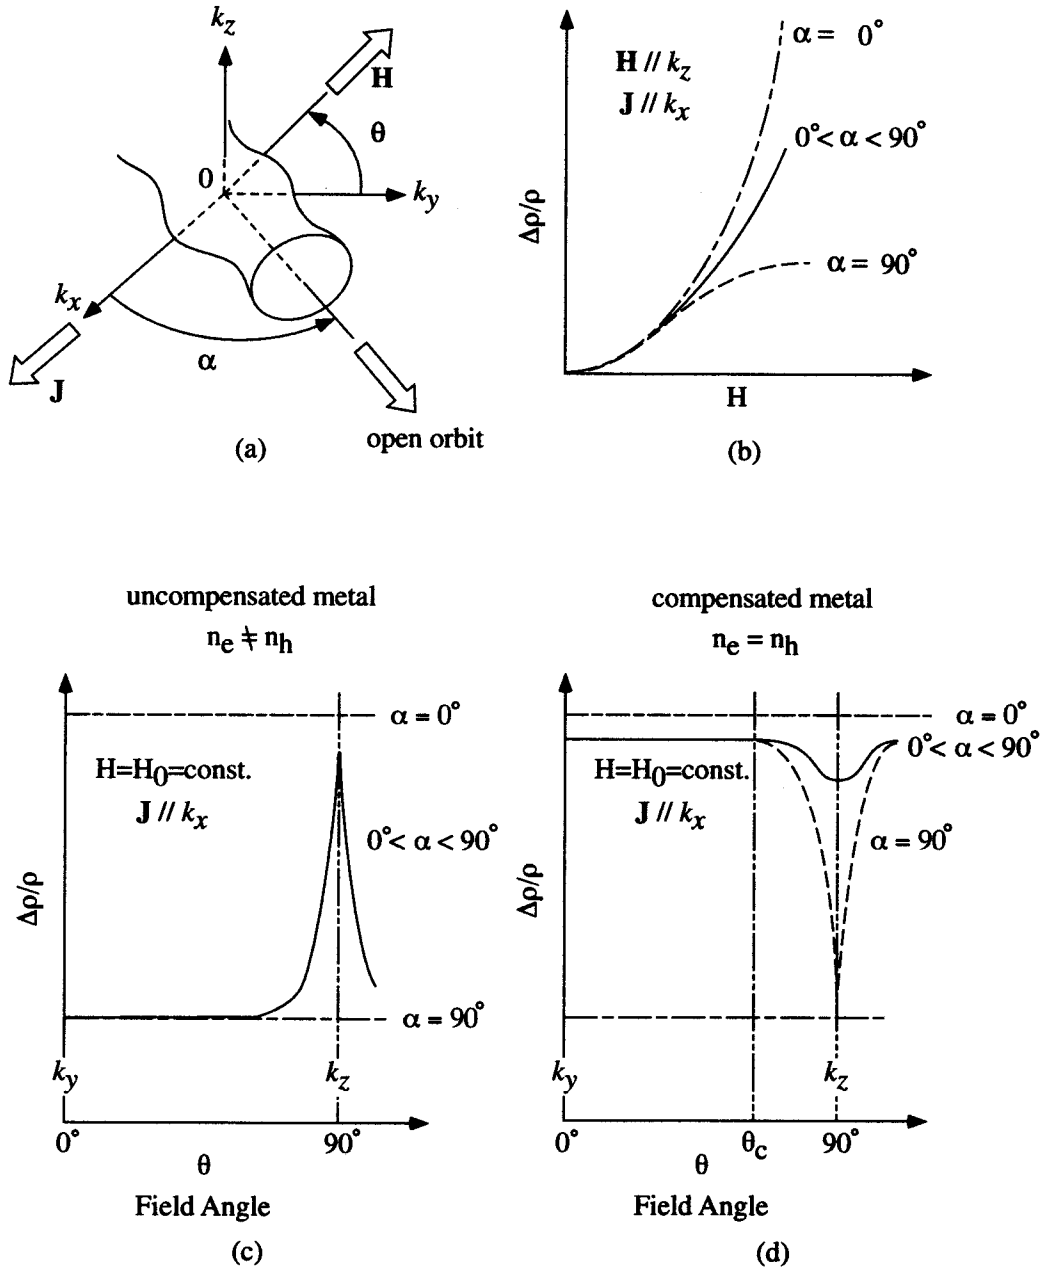 k_z
H
θ
0
k_y
k_x
α
J
open orbit
(a)
α = 0°
H // k_z
J // k_x
0°< α < 90°
Δρ/ρ
α = 90°
H
(b)
uncompensated metal
n_e ≠ n_h
α = 0°
H=H_0=const.
J // k_x
0°< α < 90°
Δρ/ρ
α = 90°
k_y
k_z
0°
90°
θ
Field Angle
(c)
compensated metal
n_e = n_h
α = 0°
0°< α < 90°
H=H_0=const.
J // k_x
α = 90°
Δρ/ρ
k_y
k_z
0°
θ_c
90°
θ
Field Angle
(d)